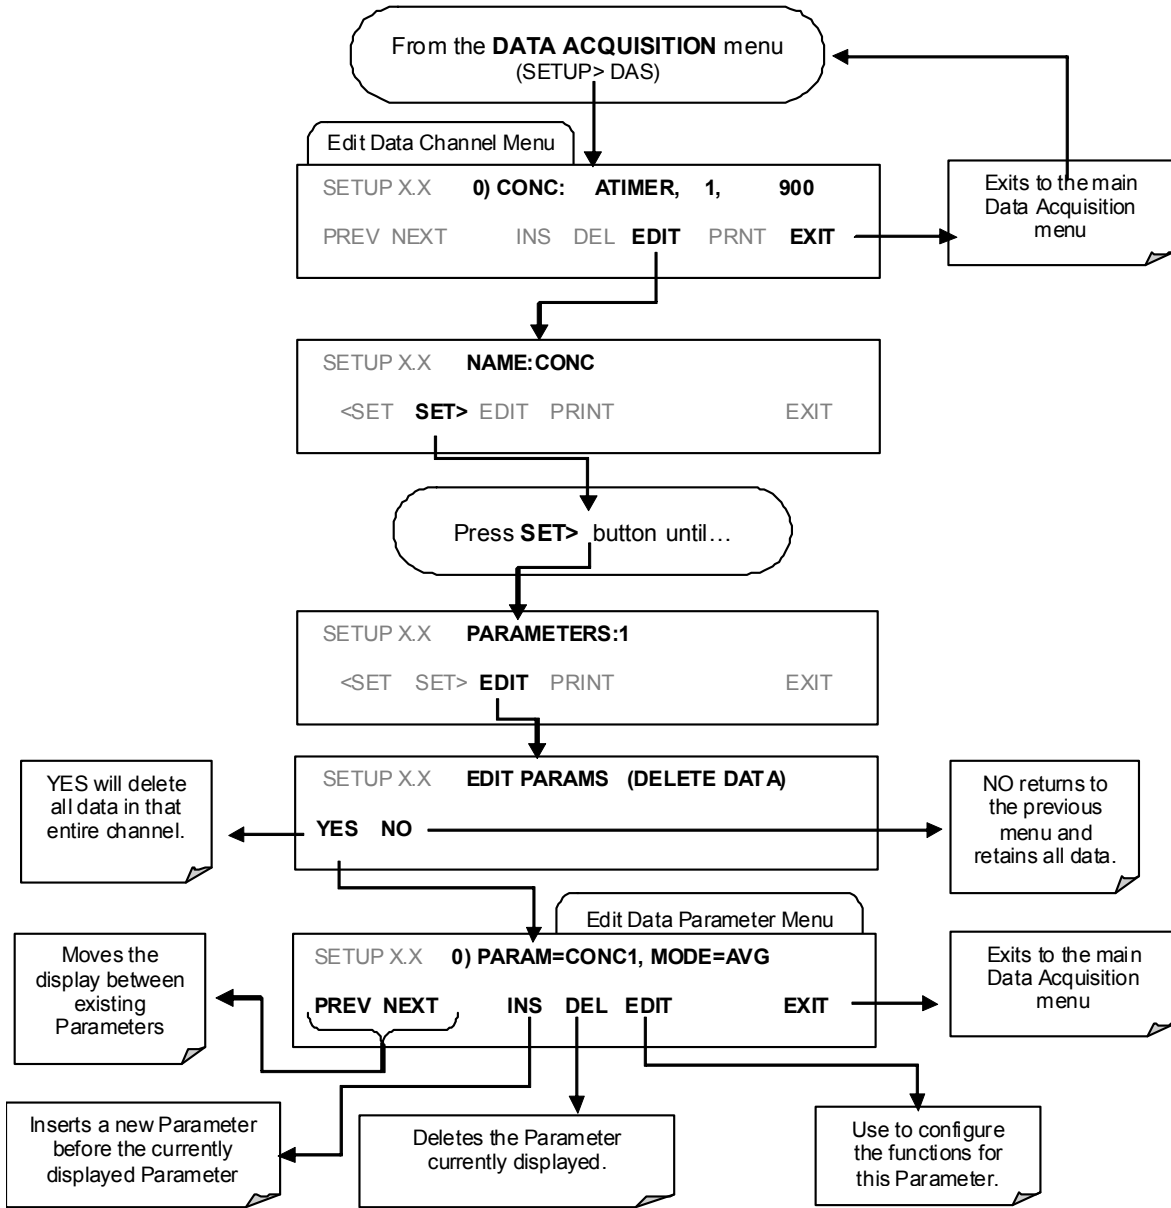 From the DATA ACQUISITION menu
(SETUP> DAS)
Edit Data Channel Menu
SETUP X.X 0) CONC: ATIMER, 1, 900
PREV NEXT INS DEL EDIT PRNT EXIT
Exits to the main
Data Acquisition
menu
SETUP X.X NAME:CONC
<SET SET> EDIT PRINT EXIT
Press SET> button until…
SETUP X.X PARAMETERS:1
<SET SET> EDIT PRINT EXIT
YES will delete
all data in that
entire channel.
SETUP X.X EDIT PARAMS (DELETE DATA)
YES NO
NO returns to
the previous
menu and
retains all data.
Edit Data Parameter Menu
Moves the
display between
existing
Parameters
SETUP X.X 0) PARAM=CONC1, MODE=AVG
PREV NEXT INS DEL EDIT EXIT
Exits to the main
Data Acquisition
menu
Inserts a new Parameter
before the currently
displayed Parameter
Deletes the Parameter
currently displayed.
Use to configure
the functions for
this Parameter.